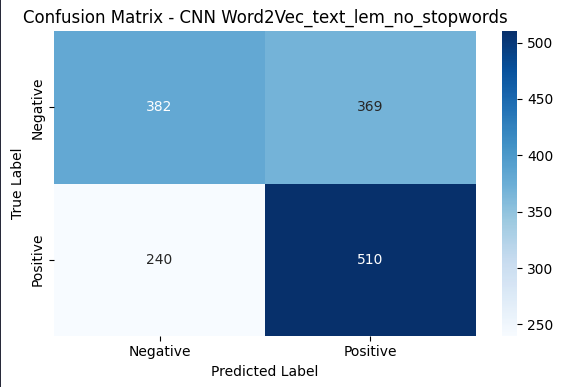 Confusion Matrix - CNN Word2Vec_text_lem_no_stopwords
True Label
Negative
Positive
382 369
240 510
Negative Positive
Predicted Label
500
450
400
350
300
250